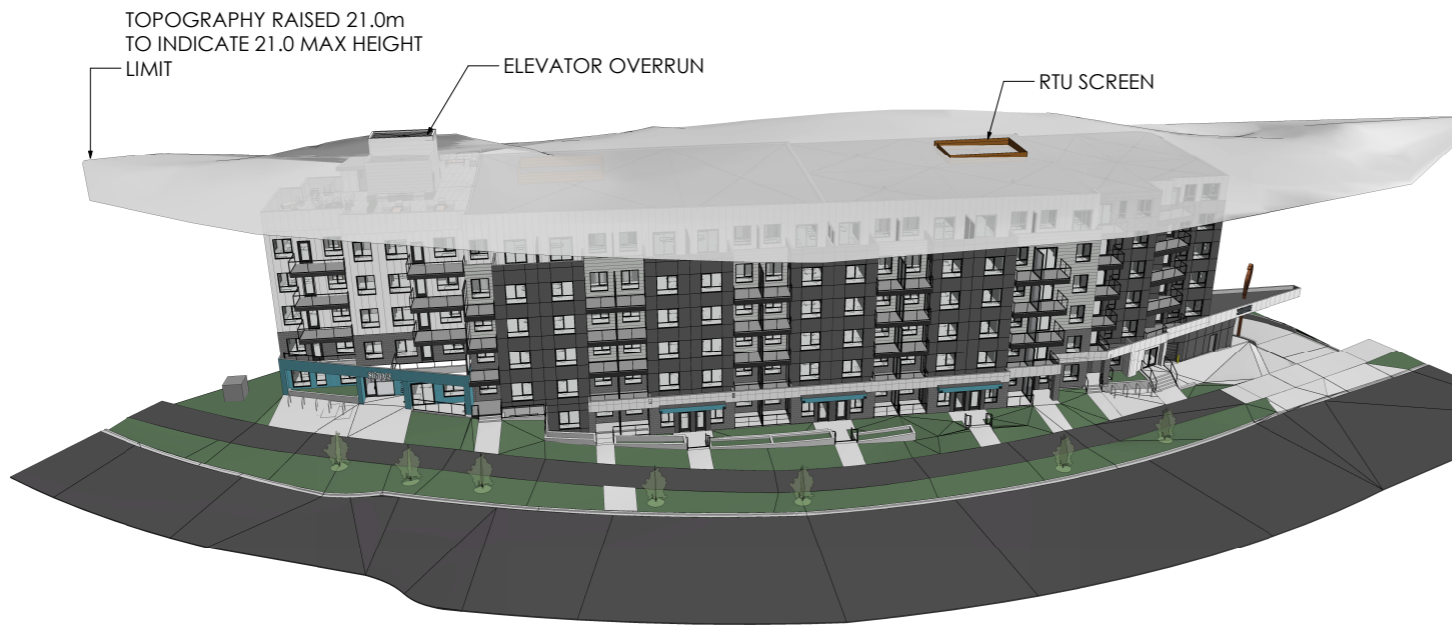 TOPOGRAPHY RAISED 21.0m
TO INDICATE 21.0 MAX HEIGHT
LIMIT
ELEVATOR OVERRUN
RTU SCREEN